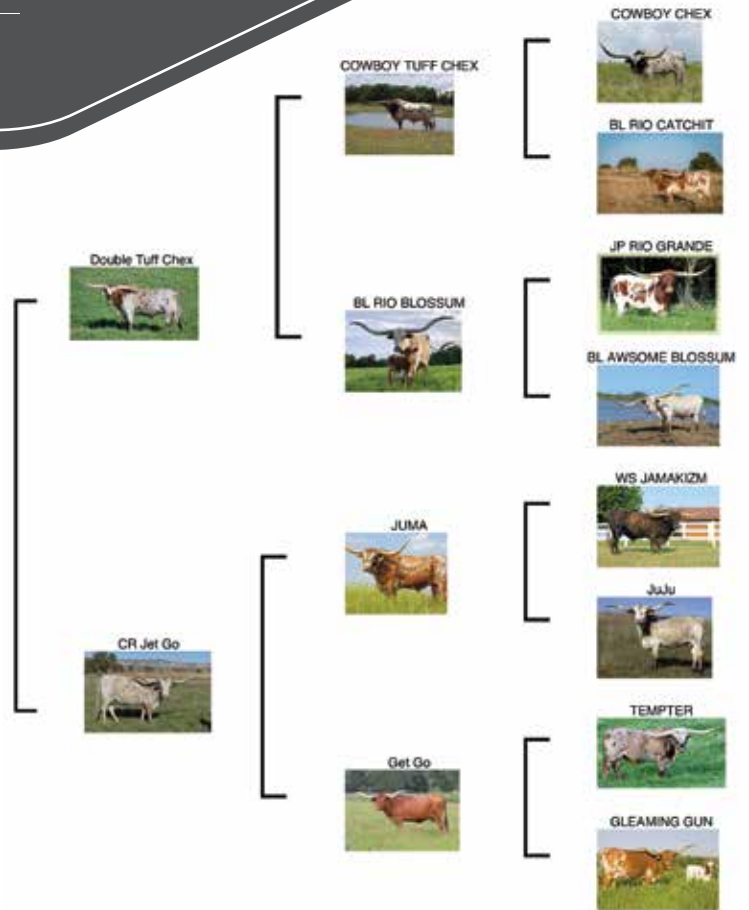 COWBOY CHEX
COWBOY TUFF CHEX
BL RIO CATCHIT
Double Tuff Chex
JP RIO GRANDE
BL RIO BLOSSUM
BL AWSOME BLOSSUM
WS JAMAKIZM
JUMA
JuJu
CR Jet Go
TEMPTER
Get Go
GLEAMING GUN